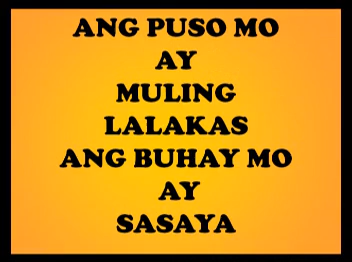 ANG PUSO MO
AY
MULING
LALAKAS
ANG BUHAY MO
AY
SASAYA